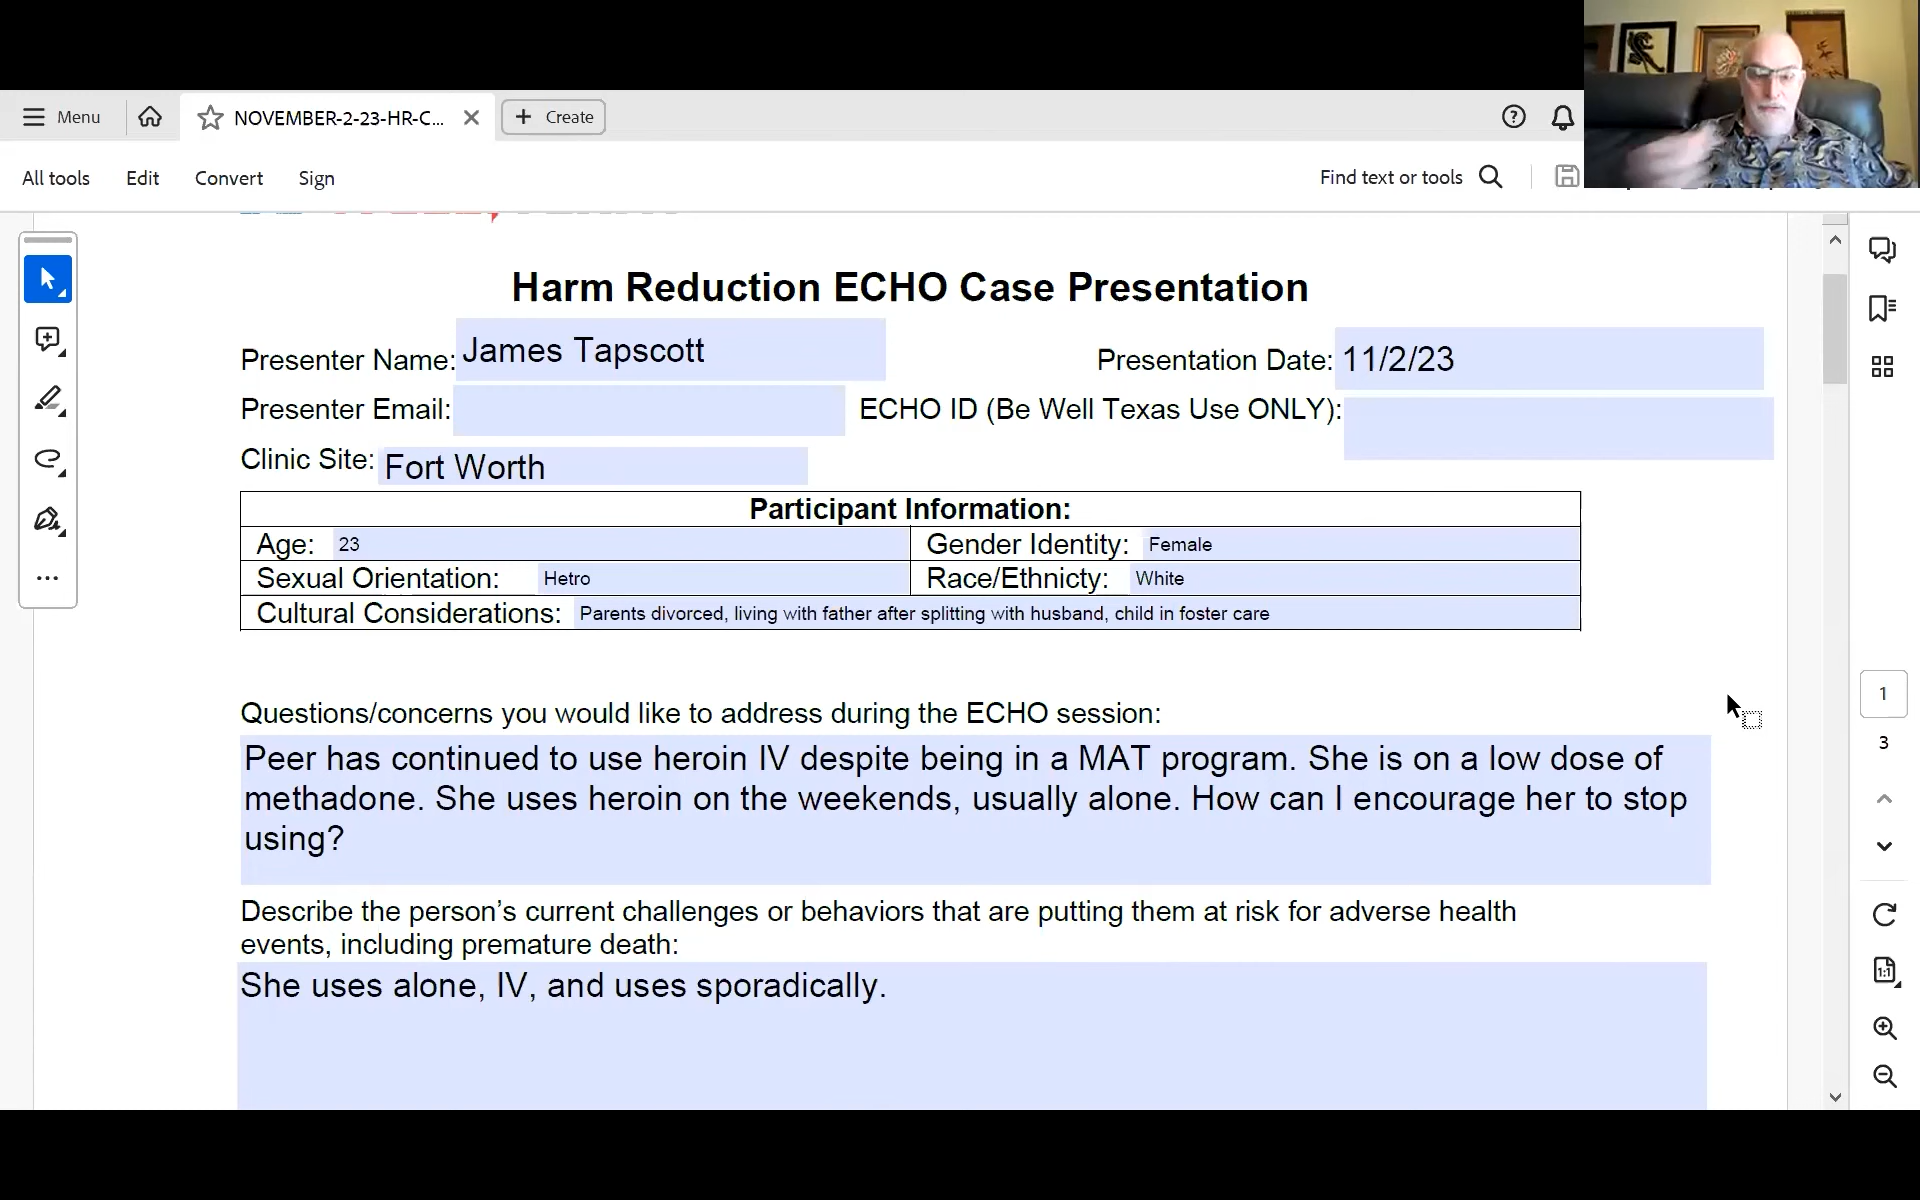 Menu
NOVEMBER-2-23-HR-C...
Create
All tools
Edit
Convert
Sign
Find text or tools
Harm Reduction ECHO Case Presentation
Presenter Name: James Tapscott
Presentation Date: 11/2/23
Presenter Email:
ECHO ID (Be Well Texas Use ONLY):
Clinic Site: Fort Worth
Participant Information:
Age: 23
Gender Identity: Female
Sexual Orientation: Hetro
Race/Ethnicty: White
Cultural Considerations: Parents divorced, living with father after splitting with husband, child in foster care
Questions/concerns you would like to address during the ECHO session:
Peer has continued to use heroin IV despite being in a MAT program. She is on a low dose of
methadone. She uses heroin on the weekends, usually alone. How can I encourage her to stop
using?
Describe the person's current challenges or behaviors that are putting them at risk for adverse health
events, including premature death:
She uses alone, IV, and uses sporadically.
1
3
1:1